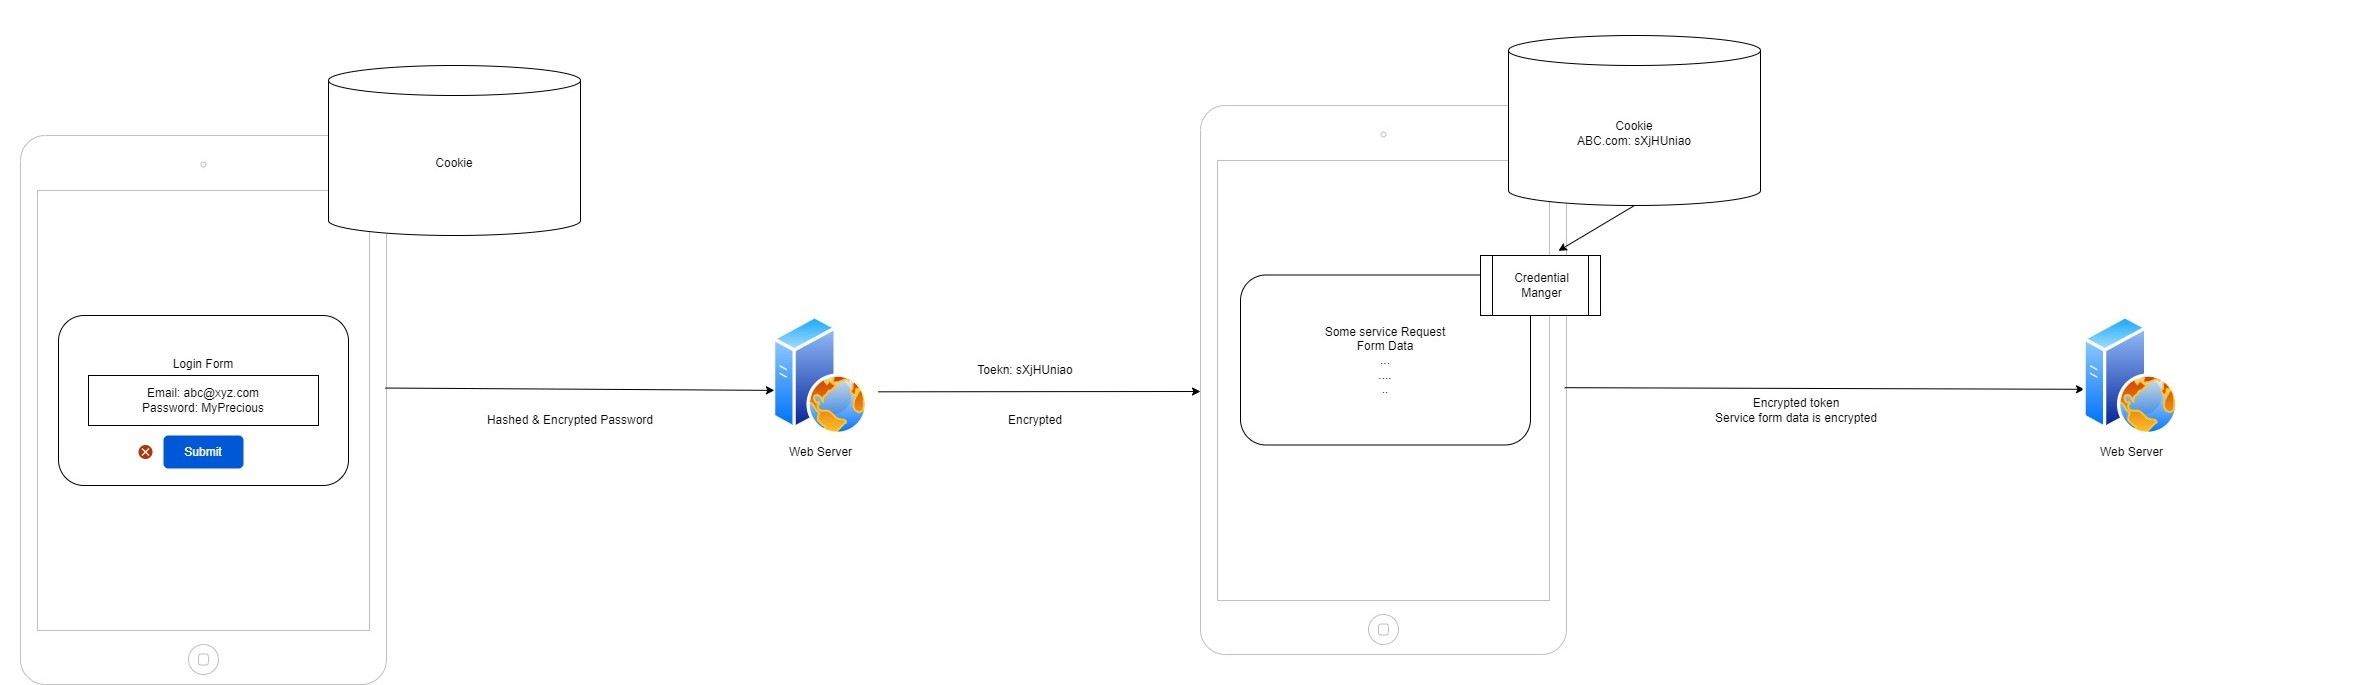 Cookie
Login Form
Email: abc@xyz.com
Password: MyPrecious
Submit
Hashed & Encrypted Password
Web Server
Toekn: sXjHUniao
Encrypted
Cookie
ABC.com: sXjHUniao
Credential
Manger
Some service Request
Form Data
...
....
..
Encrypted token
Service form data is encrypted
Web Server